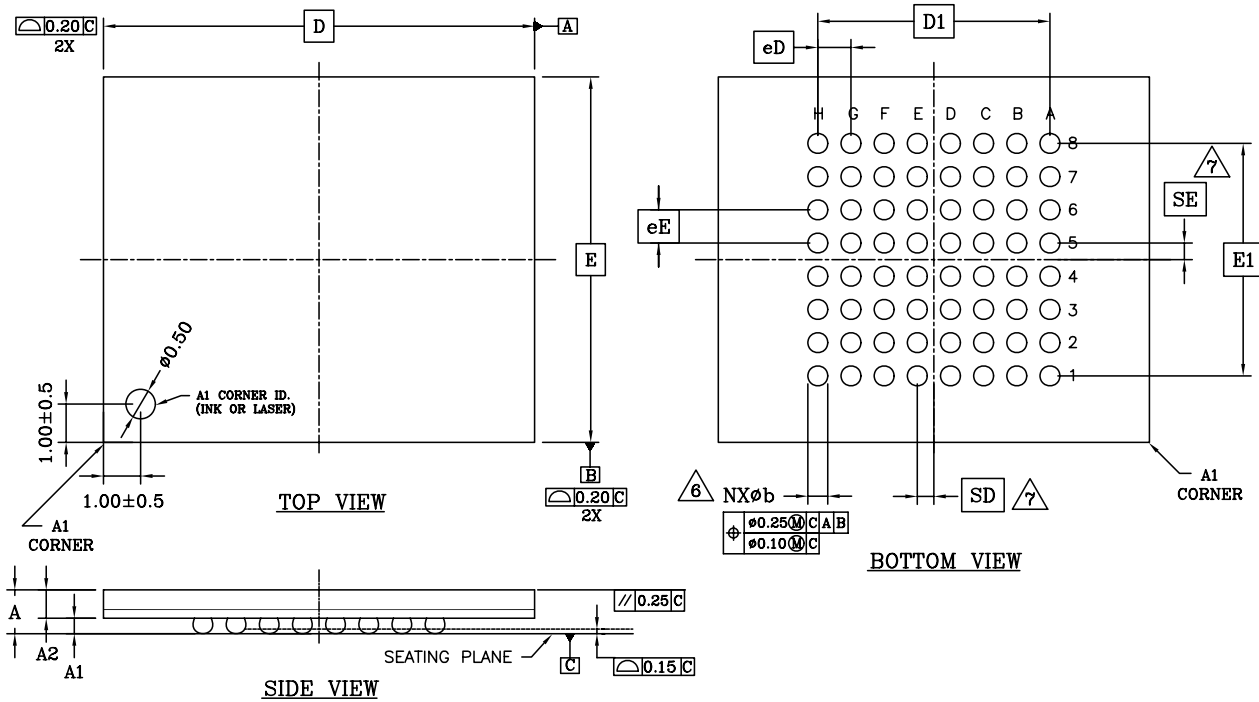 ⌓ 0.20 C
2X
D
A
E
ø0.50
A1 CORNER ID.
(INK OR LASER)
1.00±0.5
1.00±0.5
A1
CORNER
TOP VIEW
B
⌓ 0.20 C
2X
D1
eD
H G F E D C B A
8
7
6
5
4
3
2
1
eE
7
SE
E1
6 NXøb
⌖ ø0.25Ⓜ C A B
ø0.10Ⓜ C
SD 7
A1
CORNER
BOTTOM VIEW
A
A2
A1
// 0.25 C
SEATING PLANE
C
⌓ 0.15 C
SIDE VIEW